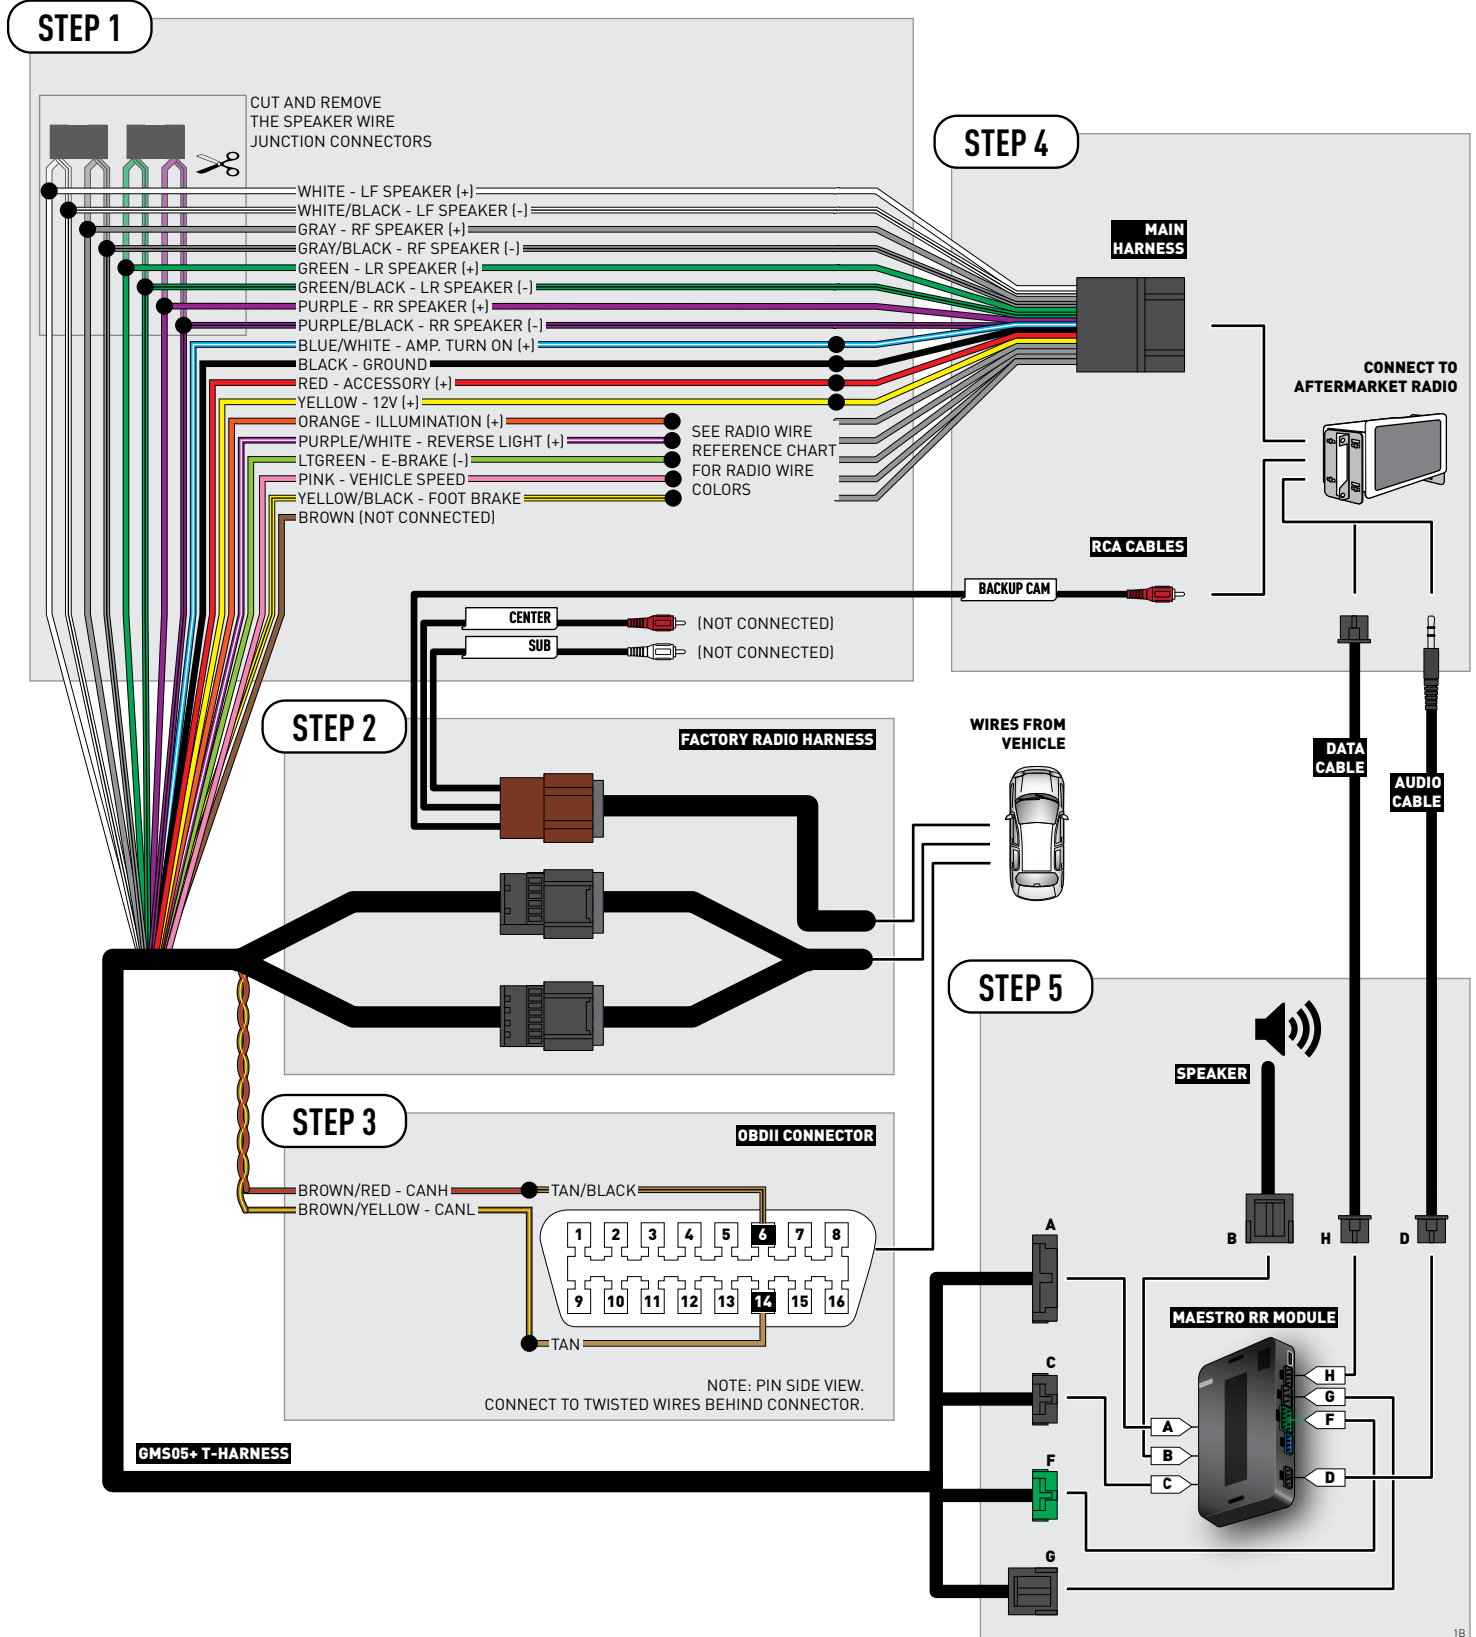 STEP 1
CUT AND REMOVE
THE SPEAKER WIRE
JUNCTION CONNECTORS
WHITE - LF SPEAKER (+)
WHITE/BLACK - LF SPEAKER (-)
GRAY - RF SPEAKER (+)
GRAY/BLACK - RF SPEAKER (-)
GREEN - LR SPEAKER (+)
GREEN/BLACK - LR SPEAKER (-)
PURPLE - RR SPEAKER (+)
PURPLE/BLACK - RR SPEAKER (-)
BLUE/WHITE - AMP. TURN ON (+)
BLACK - GROUND
RED - ACCESSORY (+)
YELLOW - 12V (+)
ORANGE - ILLUMINATION (+)
PURPLE/WHITE - REVERSE LIGHT (+)
LTGREEN - E-BRAKE (-)
PINK - VEHICLE SPEED
YELLOW/BLACK - FOOT BRAKE
BROWN (NOT CONNECTED)
SEE RADIO WIRE
REFERENCE CHART
FOR RADIO WIRE
COLORS
CENTER
(NOT CONNECTED)
SUB
(NOT CONNECTED)
STEP 4
MAIN
HARNESS
CONNECT TO
AFTERMARKET RADIO
RCA CABLES
BACKUP CAM
STEP 2
FACTORY RADIO HARNESS
WIRES FROM
VEHICLE
DATA
CABLE
AUDIO
CABLE
STEP 3
OBDII CONNECTOR
BROWN/RED - CANH
TAN/BLACK
BROWN/YELLOW - CANL
1 2 3 4 5 6 7 8
9 10 11 12 13 14 15 16
TAN
NOTE: PIN SIDE VIEW.
CONNECT TO TWISTED WIRES BEHIND CONNECTOR.
GMS05+ T-HARNESS
STEP 5
SPEAKER
A
B
H
D
MAESTRO RR MODULE
C
H
G
F
A
B
D
C
F
G
1B